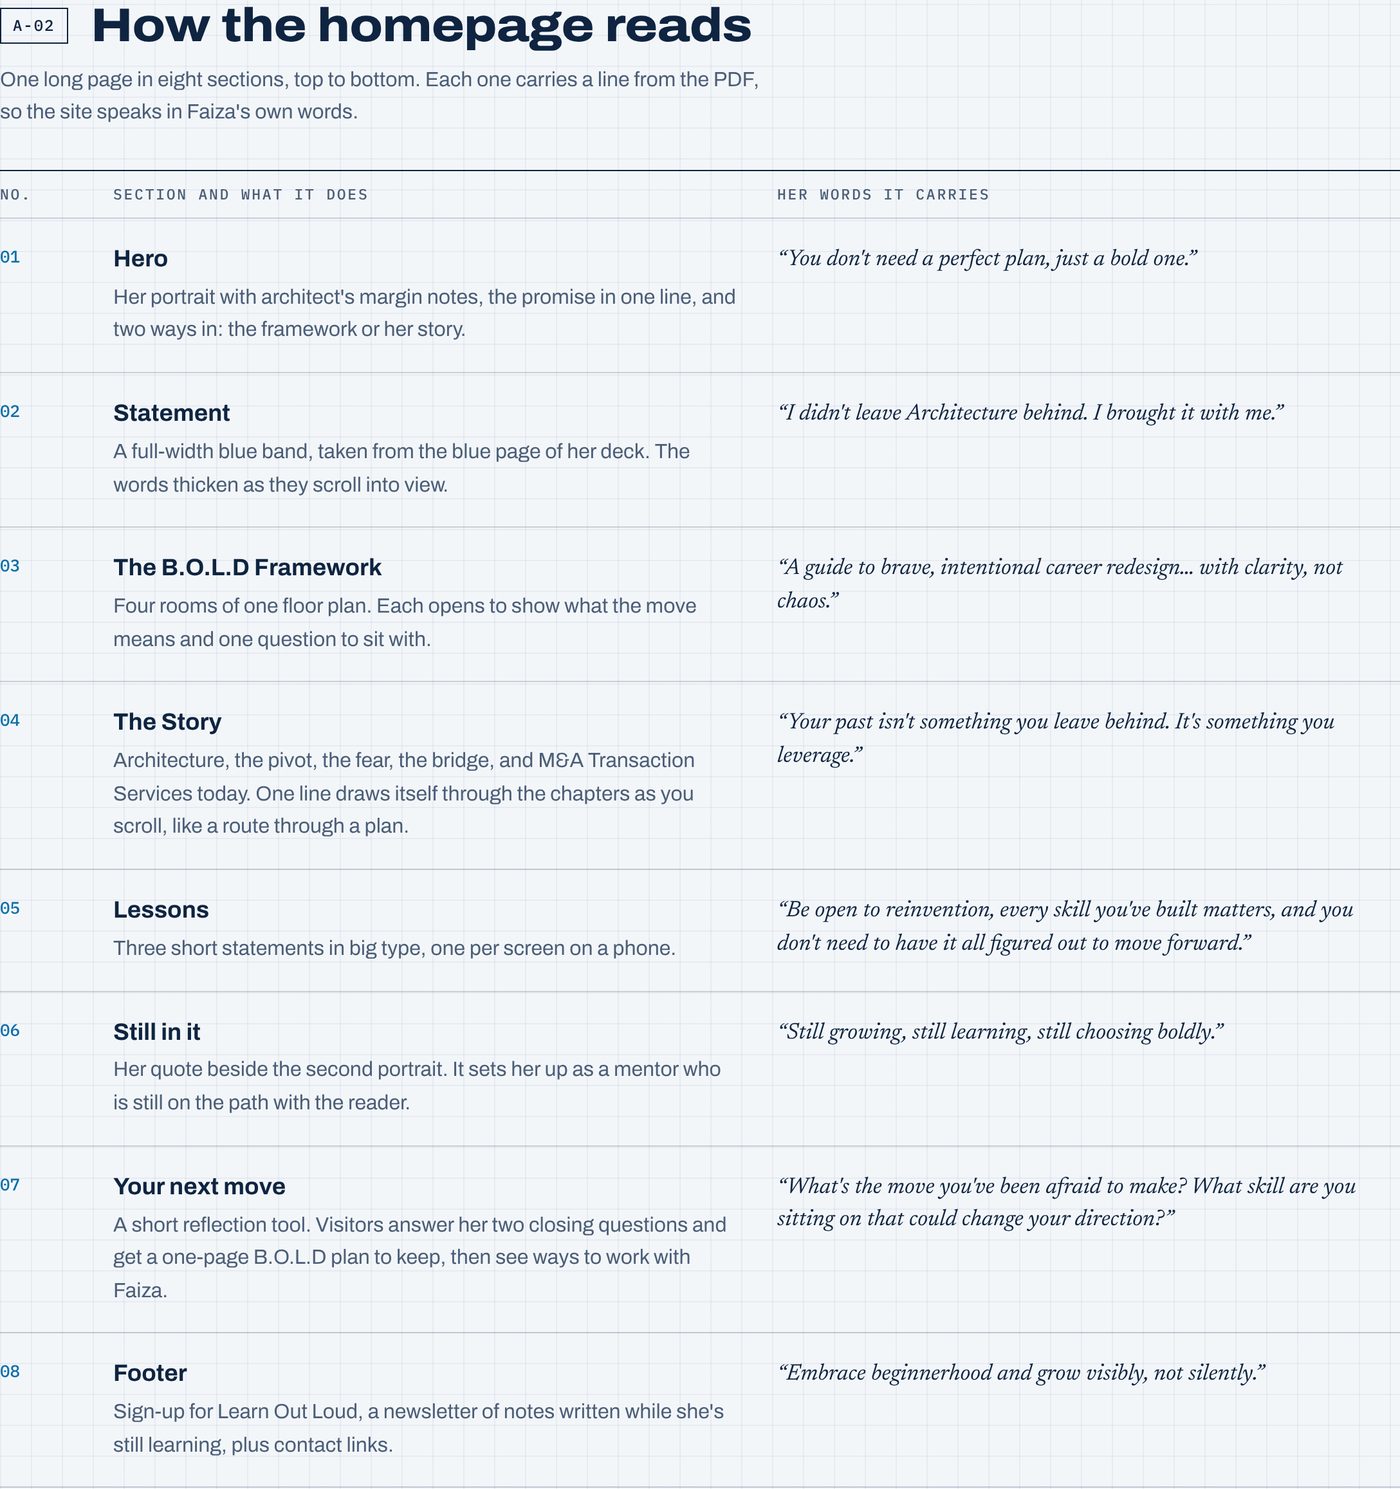 A-02 How the homepage reads
One long page in eight sections, top to bottom. Each one carries a line from the PDF,
so the site speaks in Faiza's own words.
NO. SECTION AND WHAT IT DOES HER WORDS IT CARRIES
01 Hero
Her portrait with architect's margin notes, the promise in one line, and
two ways in: the framework or her story.
“You don't need a perfect plan, just a bold one.”
02 Statement
A full-width blue band, taken from the blue page of her deck. The
words thicken as they scroll into view.
“I didn't leave Architecture behind. I brought it with me.”
03 The B.O.L.D Framework
Four rooms of one floor plan. Each opens to show what the move
means and one question to sit with.
“A guide to brave, intentional career redesign... with clarity, not
chaos.”
04 The Story
Architecture, the pivot, the fear, the bridge, and M&A Transaction
Services today. One line draws itself through the chapters as you
scroll, like a route through a plan.
“Your past isn't something you leave behind. It's something you
leverage.”
05 Lessons
Three short statements in big type, one per screen on a phone.
“Be open to reinvention, every skill you've built matters, and you
don't need to have it all figured out to move forward.”
06 Still in it
Her quote beside the second portrait. It sets her up as a mentor who
is still on the path with the reader.
“Still growing, still learning, still choosing boldly.”
07 Your next move
A short reflection tool. Visitors answer her two closing questions and
get a one-page B.O.L.D plan to keep, then see ways to work with
Faiza.
“What's the move you've been afraid to make? What skill are you
sitting on that could change your direction?”
08 Footer
Sign-up for Learn Out Loud, a newsletter of notes written while she's
still learning, plus contact links.
“Embrace beginnerhood and grow visibly, not silently.”